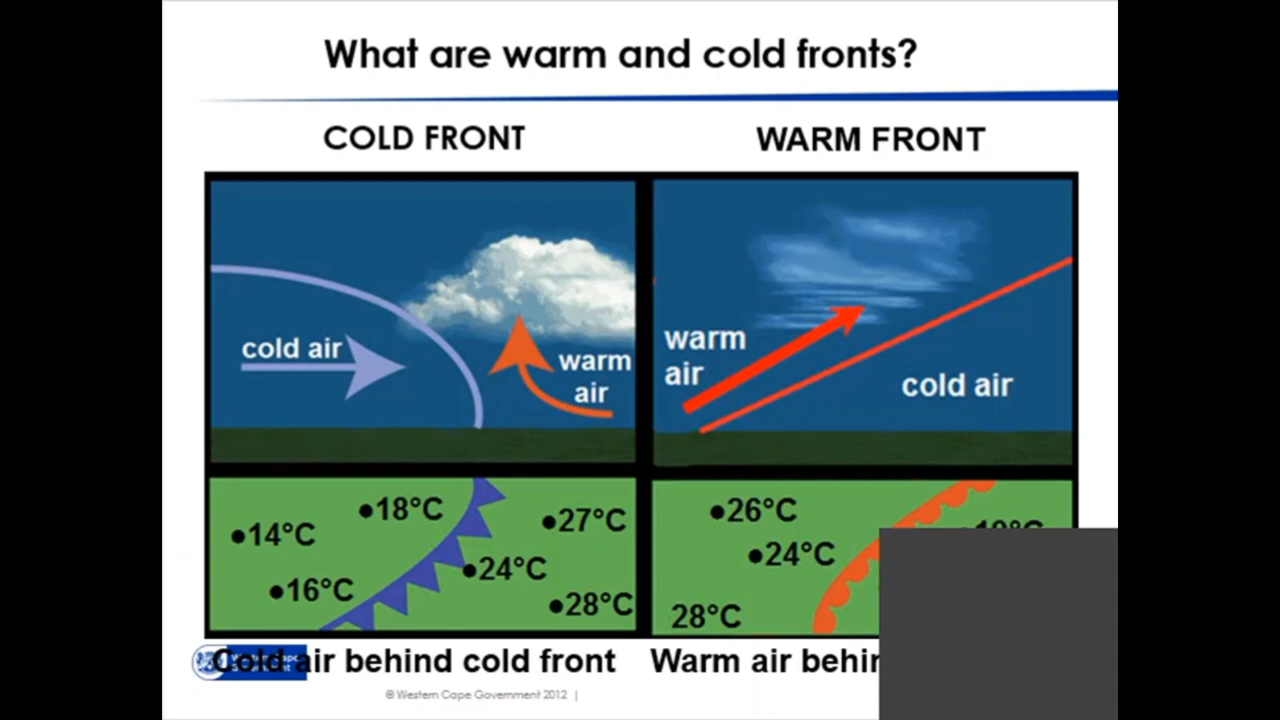 What are warm and cold fronts?
COLD FRONT
WARM FRONT
cold air
warm
air
warm
air
cold air
●18°C
●14°C
●27°C
●24°C
●16°C
●28°C
●26°C
●24°C
28°C
Cold air behind cold front
Warm air
© Western Cape Government 2012 |